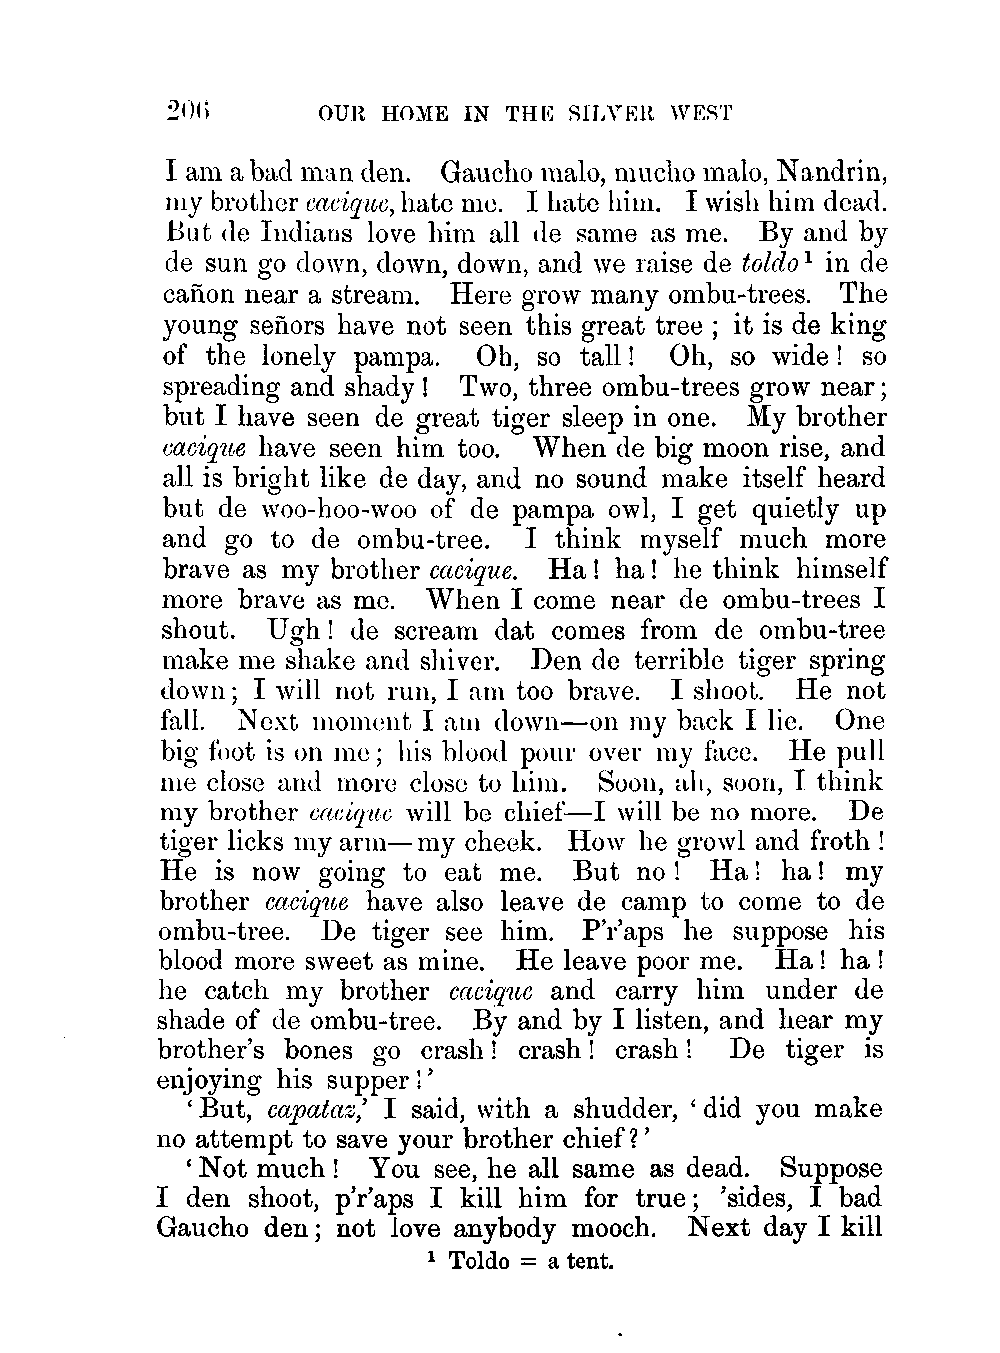 206 OUR HOME IN THE SILVER WEST
I am a bad man den. Gaucho malo, mucho malo, Nandrin,
my brother cacique, hate me. I hate him. I wish him dead.
But de Indians love him all de same as me. By and by
de sun go down, down, down, and we raise de toldo¹ in de
cañon near a stream. Here grow many ombu-trees. The
young señors have not seen this great tree ; it is de king
of the lonely pampa. Oh, so tall ! Oh, so wide ! so
spreading and shady ! Two, three ombu-trees grow near ;
but I have seen de great tiger sleep in one. My brother
cacique have seen him too. When de big moon rise, and
all is bright like de day, and no sound make itself heard
but de woo-hoo-woo of de pampa owl, I get quietly up
and go to de ombu-tree. I think myself much more
brave as my brother cacique. Ha ! ha ! he think himself
more brave as me. When I come near de ombu-trees I
shout. Ugh ! de scream dat comes from de ombu-tree
make me shake and shiver. Den de terrible tiger spring
down ; I will not run, I am too brave. I shoot. He not
fall. Next moment I am down—on my back I lie. One
big foot is on me ; his blood pour over my face. He pull
me close and more close to him. Soon, ah, soon, I think
my brother cacique will be chief—I will be no more. De
tiger licks my arm—my cheek. How he growl and froth !
He is now going to eat me. But no ! Ha ! ha ! my
brother cacique have also leave de camp to come to de
ombu-tree. De tiger see him. P'r'aps he suppose his
blood more sweet as mine. He leave poor me. Ha ! ha !
he catch my brother cacique and carry him under de
shade of de ombu-tree. By and by I listen, and hear my
brother's bones go crash ! crash ! crash ! De tiger is
enjoying his supper !'
'But, capataz,' I said, with a shudder, 'did you make
no attempt to save your brother chief ?'
'Not much ! You see, he all same as dead. Suppose
I den shoot, p'r'aps I kill him for true ; 'sides, I bad
Gaucho den ; not love anybody mooch. Next day I kill
¹ Toldo = a tent.